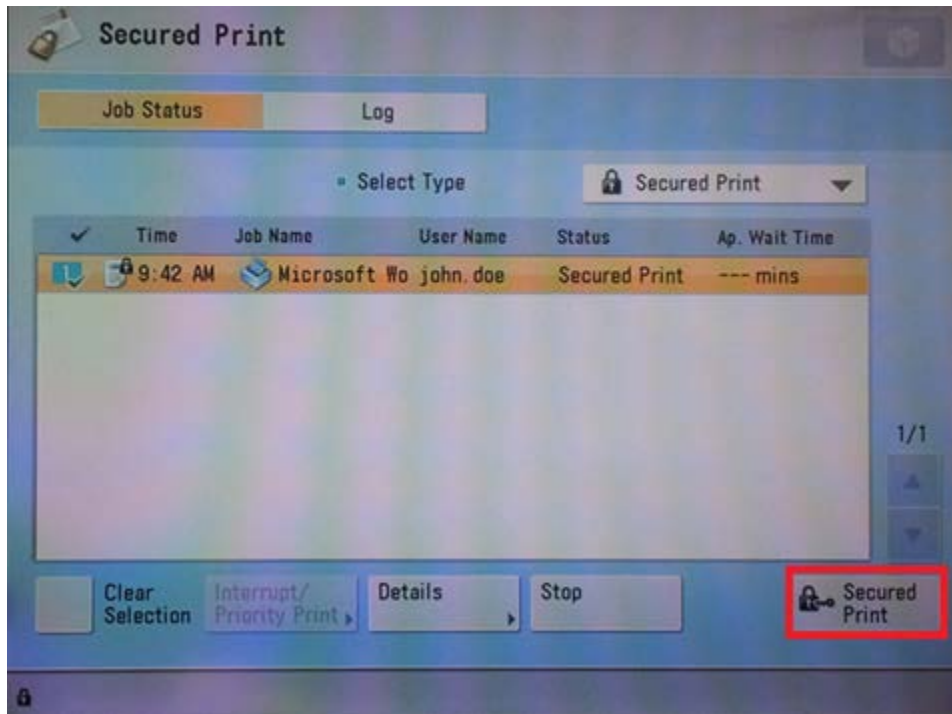 Secured Print
Job Status Log
Select Type Secured Print
Time Job Name User Name Status Ap. Wait Time
1 9:42 AM Microsoft Wo john.doe Secured Print --- mins
1/1
Clear Selection
Interrupt/ Priority Print
Details
Stop
Secured Print